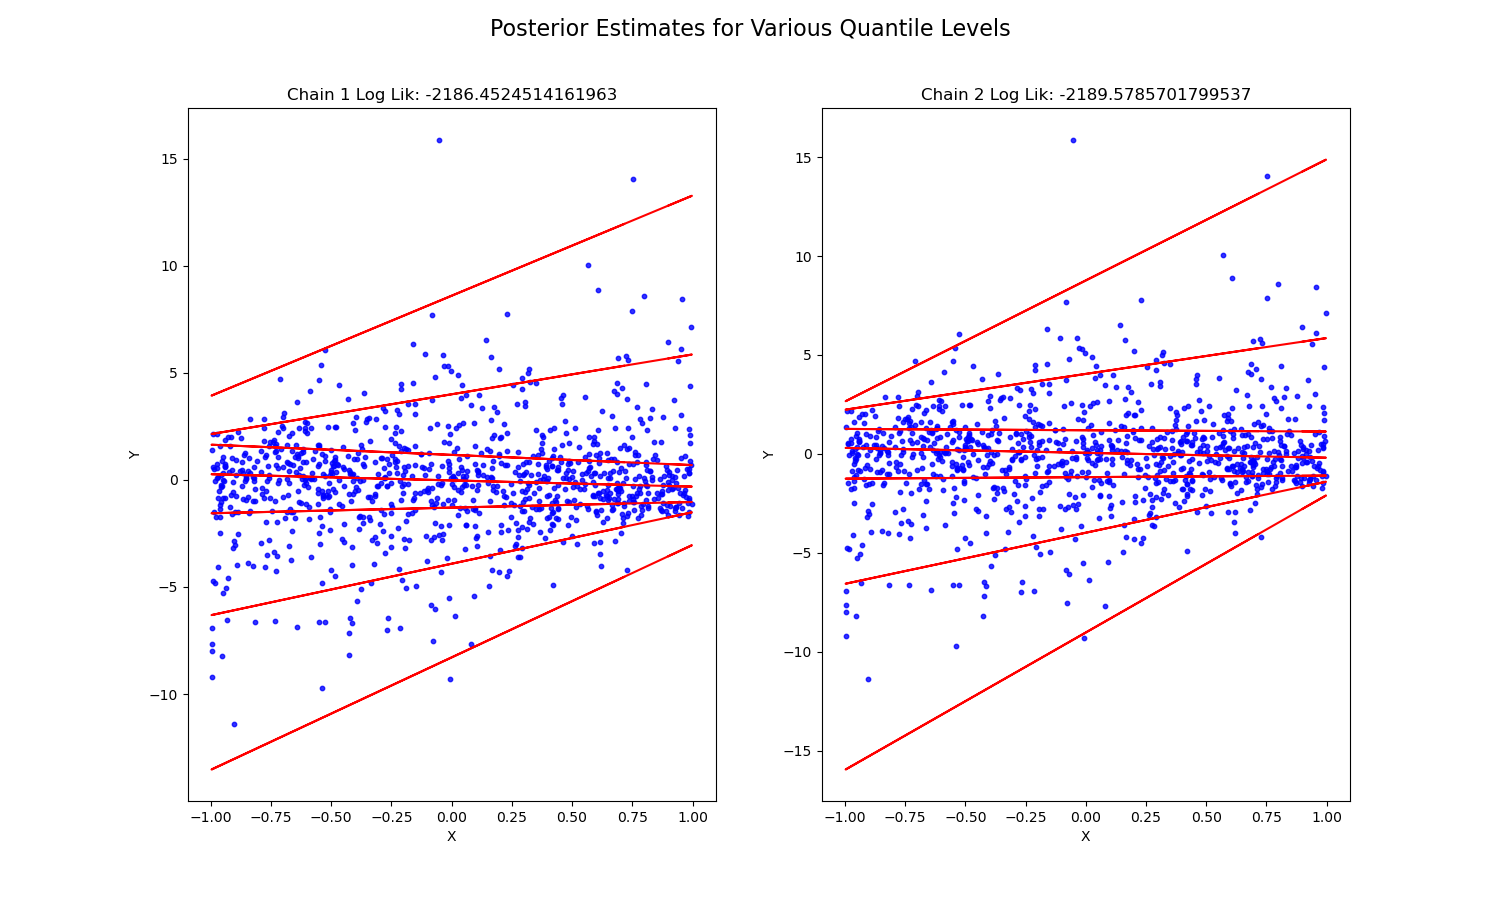 Posterior Estimates for Various Quantile Levels
Chain 1 Log Lik: -2186.4524514161963
15
10
5
0
−5
−10
Y
−1.00 −0.75 −0.50 −0.25 0.00 0.25 0.50 0.75 1.00
X
Chain 2 Log Lik: -2189.5785701799537
15
10
5
0
−5
−10
−15
Y
−1.00 −0.75 −0.50 −0.25 0.00 0.25 0.50 0.75 1.00
X